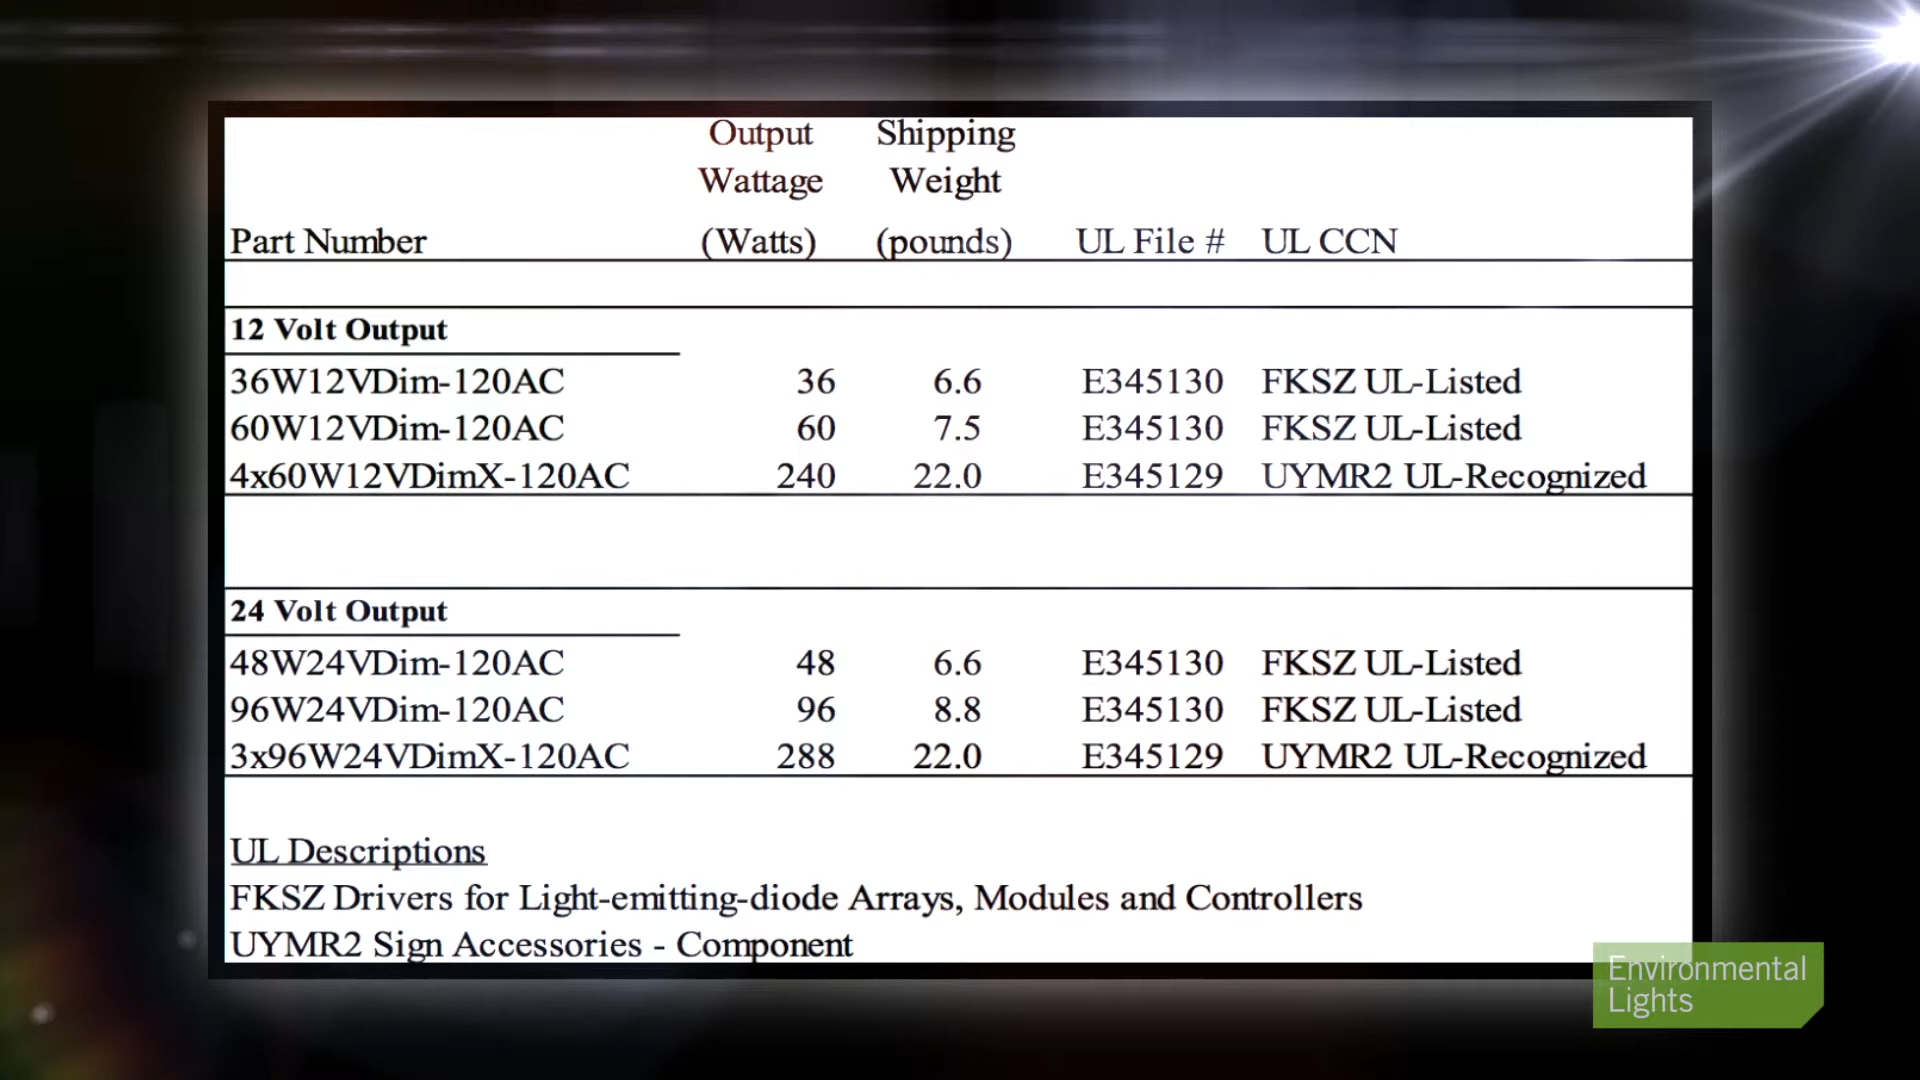 Output Shipping
Wattage Weight
Part Number (Watts) (pounds) UL File # UL CCN
12 Volt Output
36W12VDim-120AC 36 6.6 E345130 FKSZ UL-Listed
60W12VDim-120AC 60 7.5 E345130 FKSZ UL-Listed
4x60W12VDimX-120AC 240 22.0 E345129 UYMR2 UL-Recognized
24 Volt Output
48W24VDim-120AC 48 6.6 E345130 FKSZ UL-Listed
96W24VDim-120AC 96 8.8 E345130 FKSZ UL-Listed
3x96W24VDimX-120AC 288 22.0 E345129 UYMR2 UL-Recognized
UL Descriptions
FKSZ Drivers for Light-emitting-diode Arrays, Modules and Controllers
UYMR2 Sign Accessories - Component
Environmental
Lights